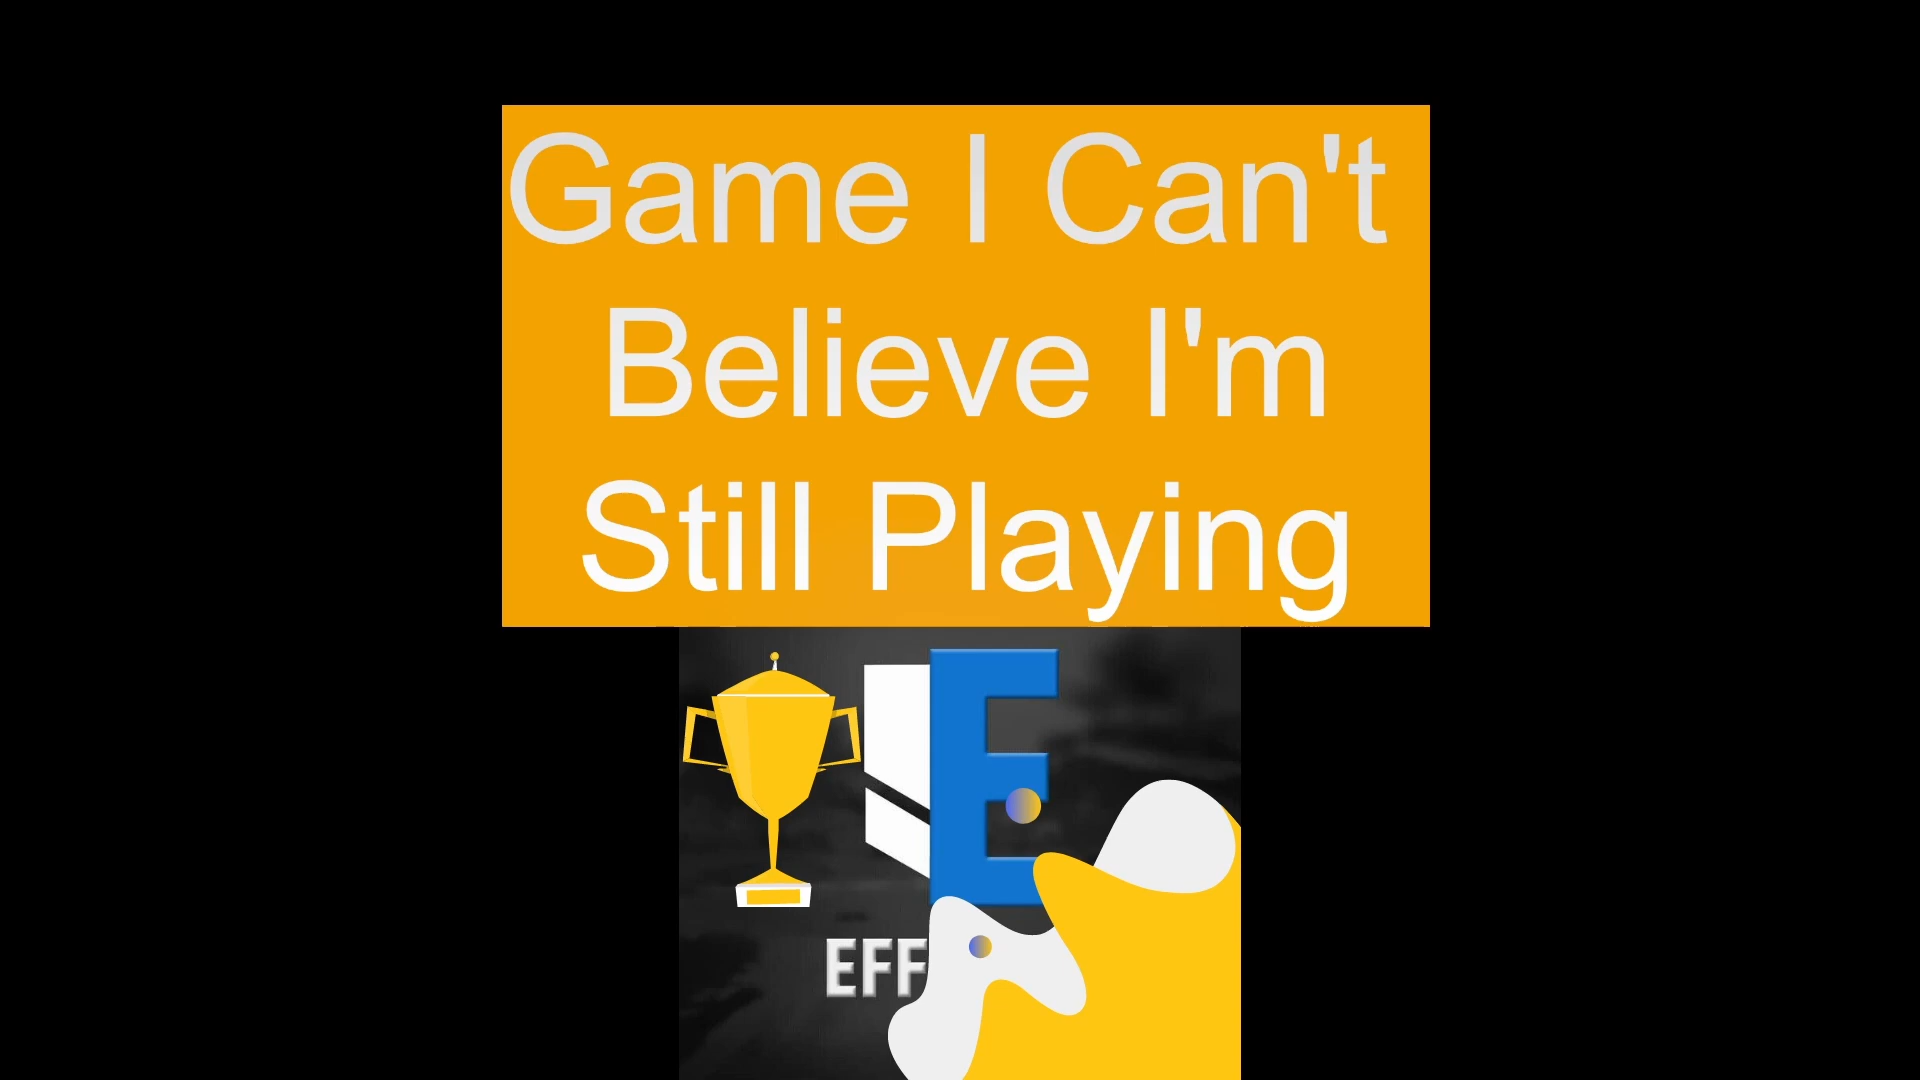 Game I Can't
Believe I'm
Still Playing
E
EFF